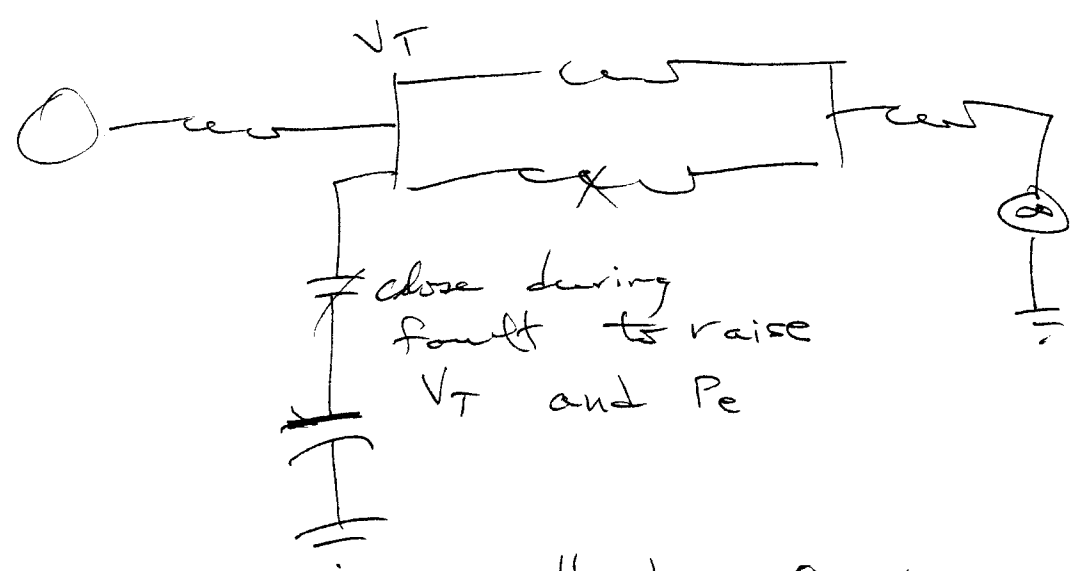 VT
∞
close during
fault to raise
VT and Pe